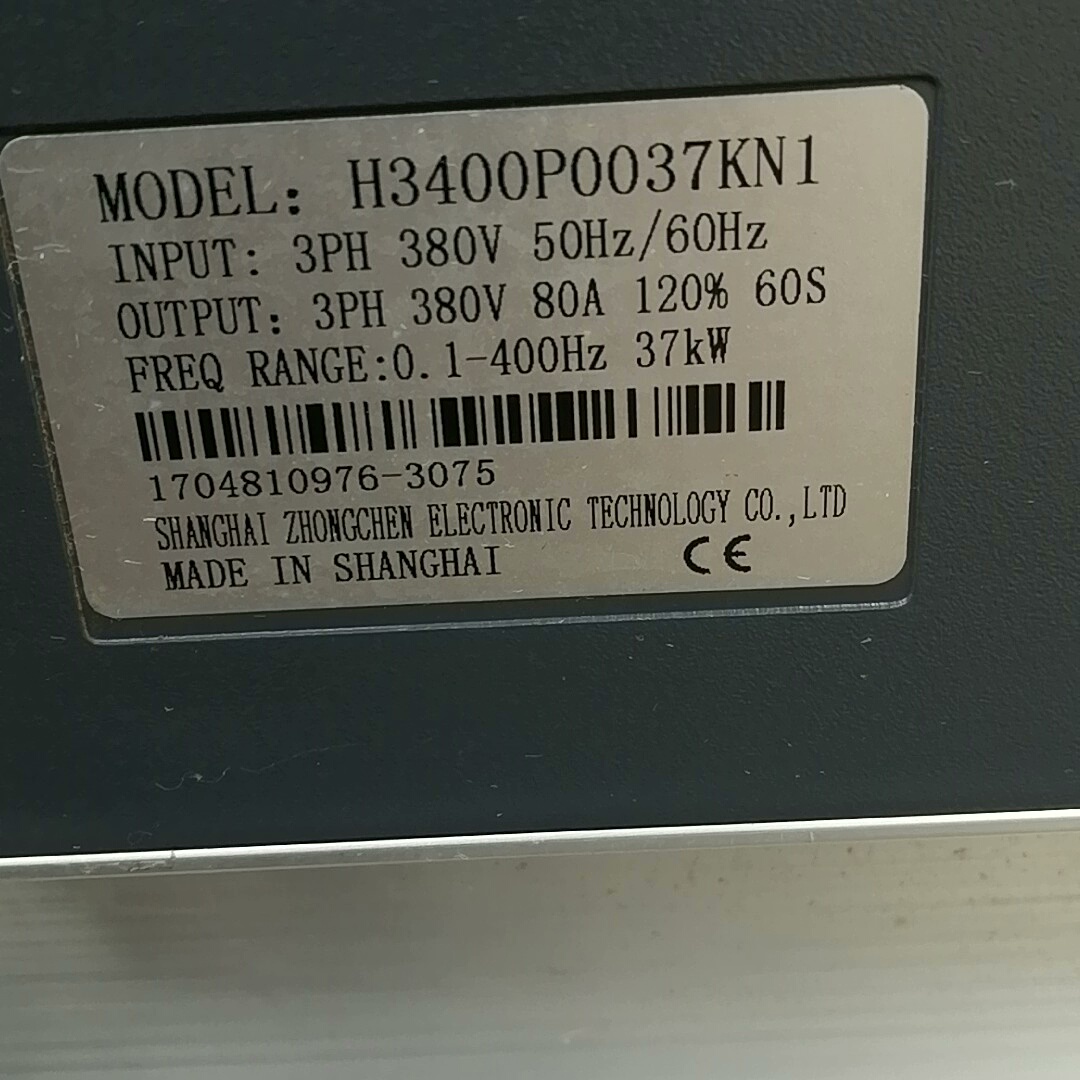 MODEL: H3400P0037KN1
INPUT: 3PH 380V 50Hz/60Hz
OUTPUT: 3PH 380V 80A 120% 60S
FREQ RANGE:0.1-400Hz 37kW
1704810976-3075
SHANGHAI ZHONGCHEN ELECTRONIC TECHNOLOGY CO.,LTD
MADE IN SHANGHAI CE